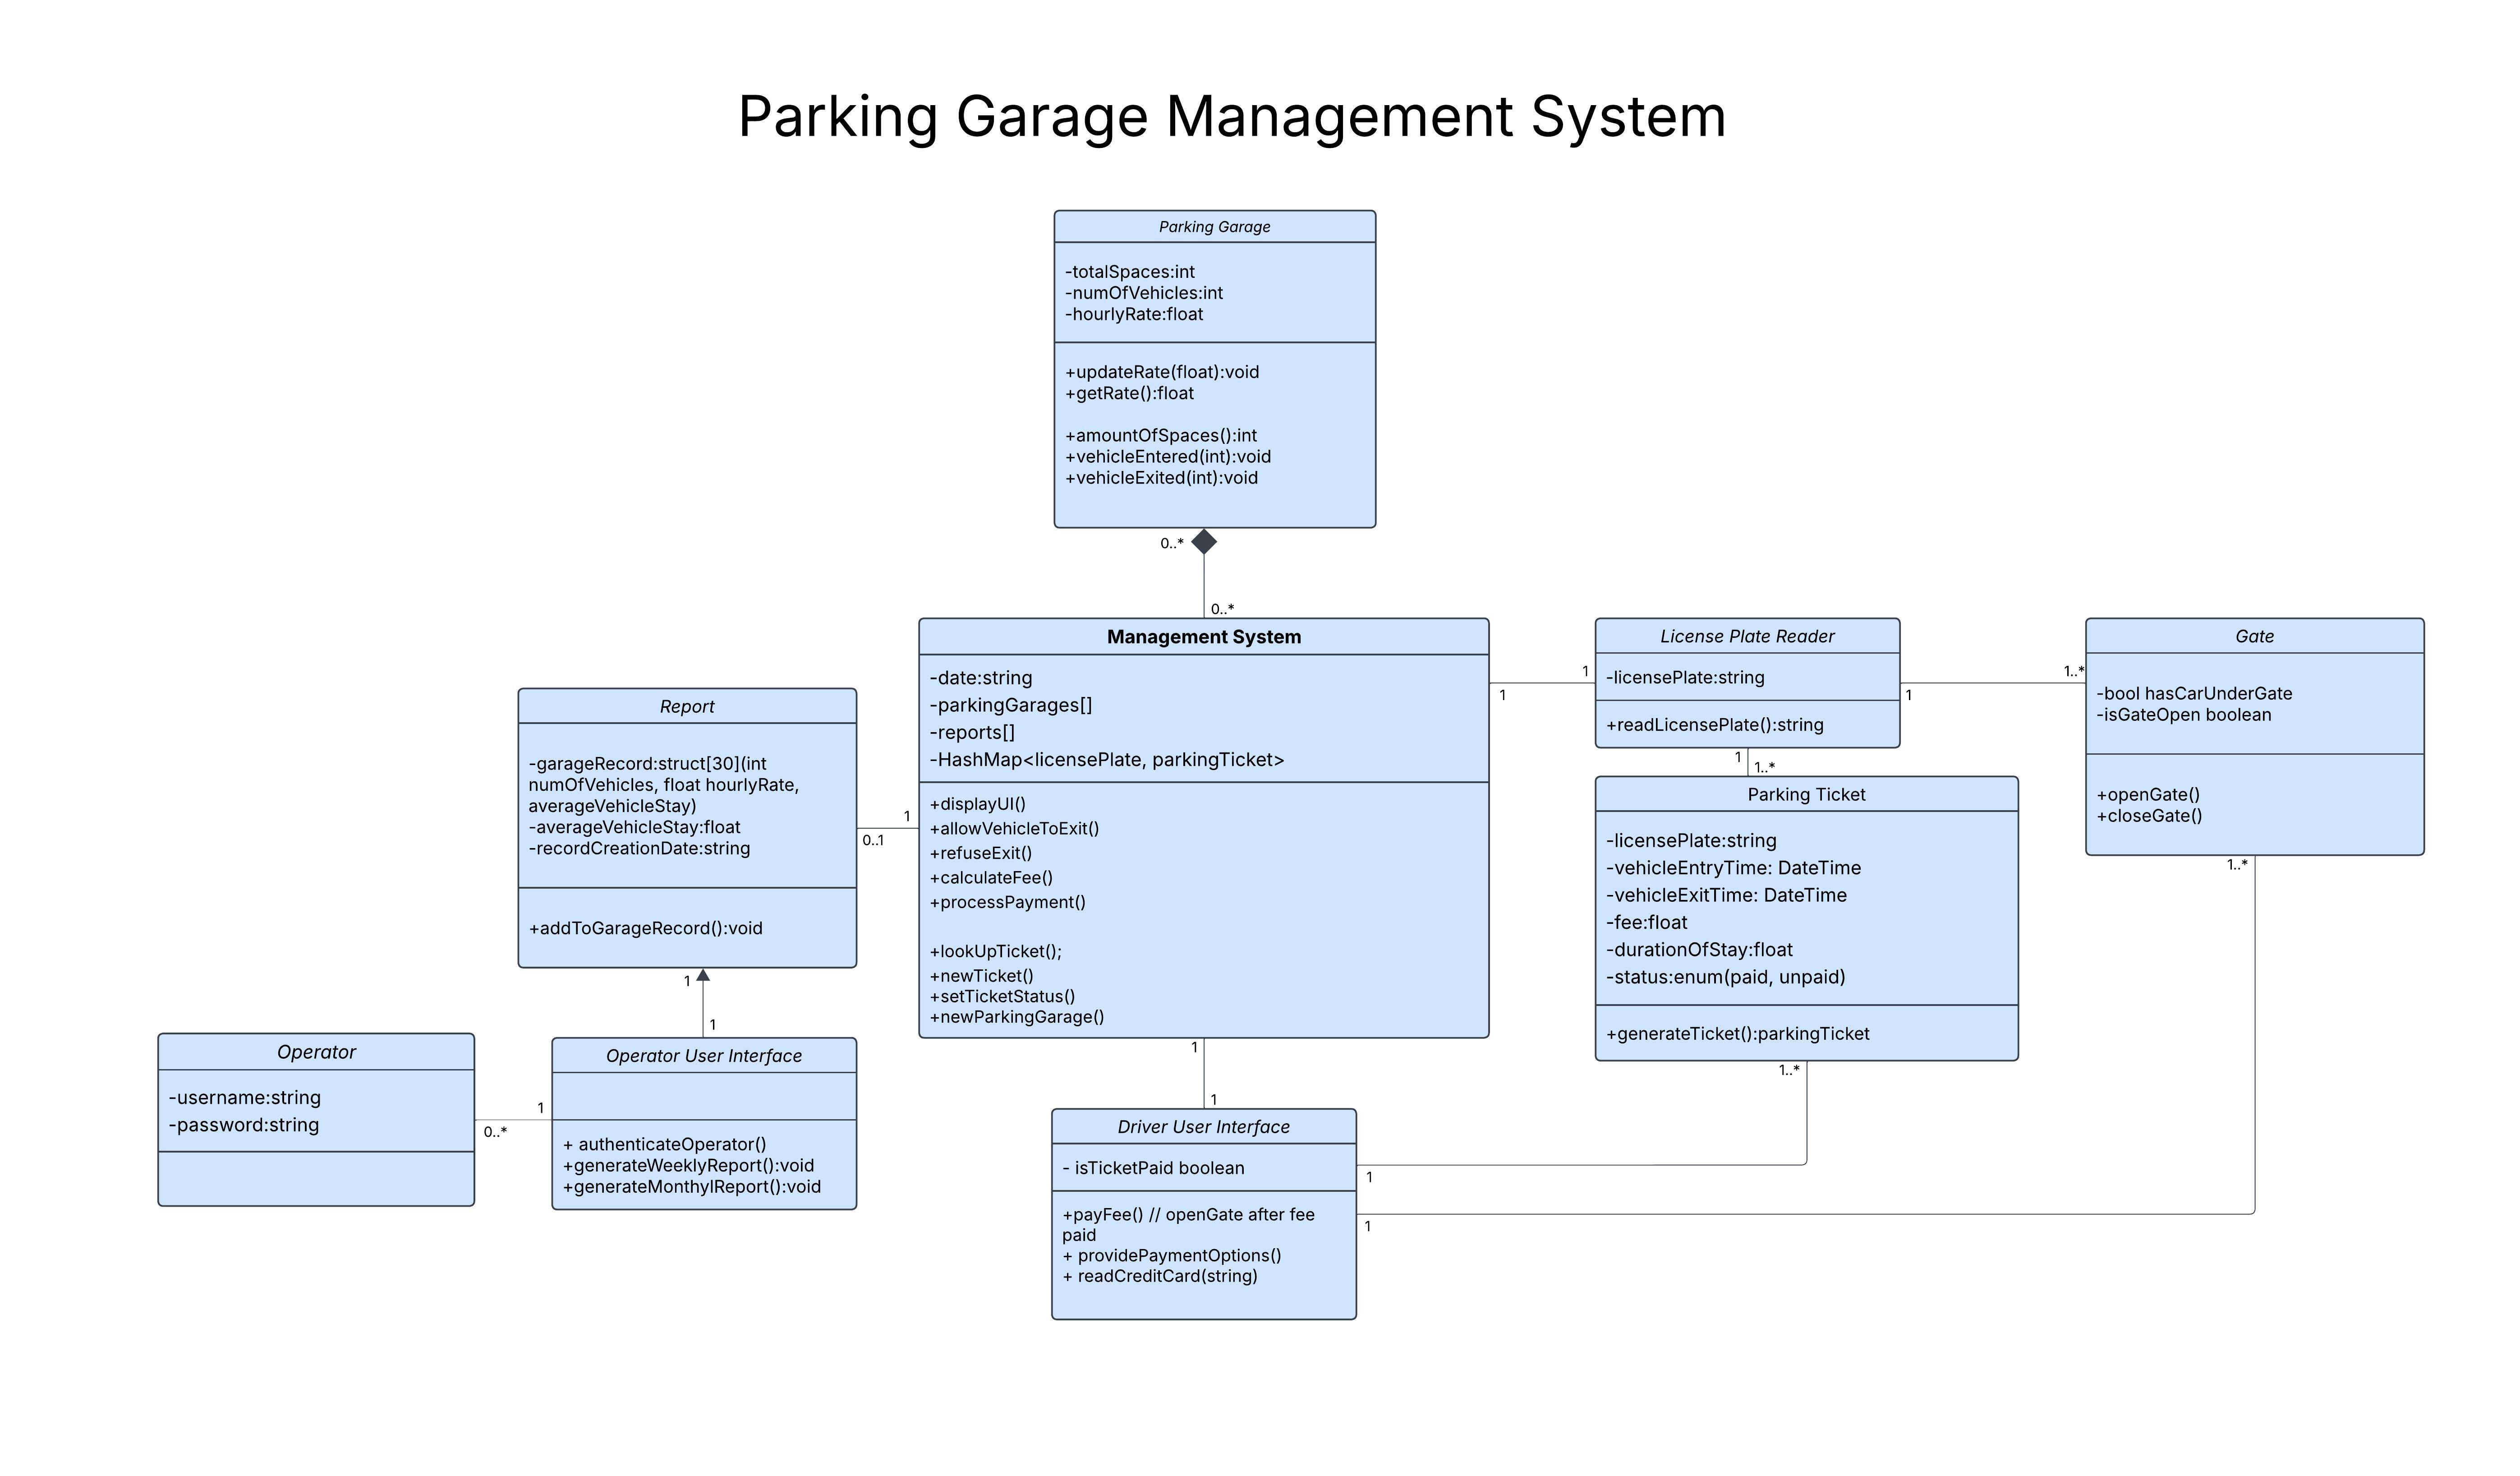 Parking Garage Management System
Parking Garage
-totalSpaces:int
-numOfVehicles:int
-hourlyRate:float
+updateRate(float):void
+getRate():float
+amountOfSpaces():int
+vehicleEntered(int):void
+vehicleExited(int):void
0..*
0..*
Management System
-date:string
-parkingGarages[]
-reports[]
-HashMap<licensePlate, parkingTicket>
+displayUI()
+allowVehicleToExit()
+refuseExit()
+calculateFee()
+processPayment()
+lookUpTicket();
+newTicket()
+setTicketStatus()
+newParkingGarage()
1
1
License Plate Reader
-licensePlate:string
+readLicensePlate():string
1
1..*
Gate
-bool hasCarUnderGate
-isGateOpen boolean
+openGate()
+closeGate()
1..*
1
1..*
Parking Ticket
-licensePlate:string
-vehicleEntryTime: DateTime
-vehicleExitTime: DateTime
-fee:float
-durationOfStay:float
-status:enum(paid, unpaid)
+generateTicket():parkingTicket
1..*
Report
-garageRecord:struct[30](int
numOfVehicles, float hourlyRate,
averageVehicleStay)
-averageVehicleStay:float
-recordCreationDate:string
+addToGarageRecord():void
1
0..1
1
1
Operator
-username:string
-password:string
1
0..*
Operator User Interface
+ authenticateOperator()
+generateWeeklyReport():void
+generateMonthylReport():void
1
1
Driver User Interface
- isTicketPaid boolean
+payFee() // openGate after fee
paid
+ providePaymentOptions()
+ readCreditCard(string)
1
1